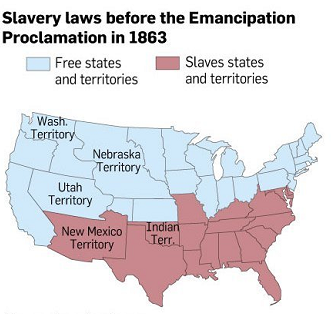 Slavery laws before the Emancipation
Proclamation in 1863
Free states
and territories
Slaves states
and territories
Wash.
Territory
Nebraska
Territory
Utah
Territory
New Mexico
Territory
Indian
Terr.